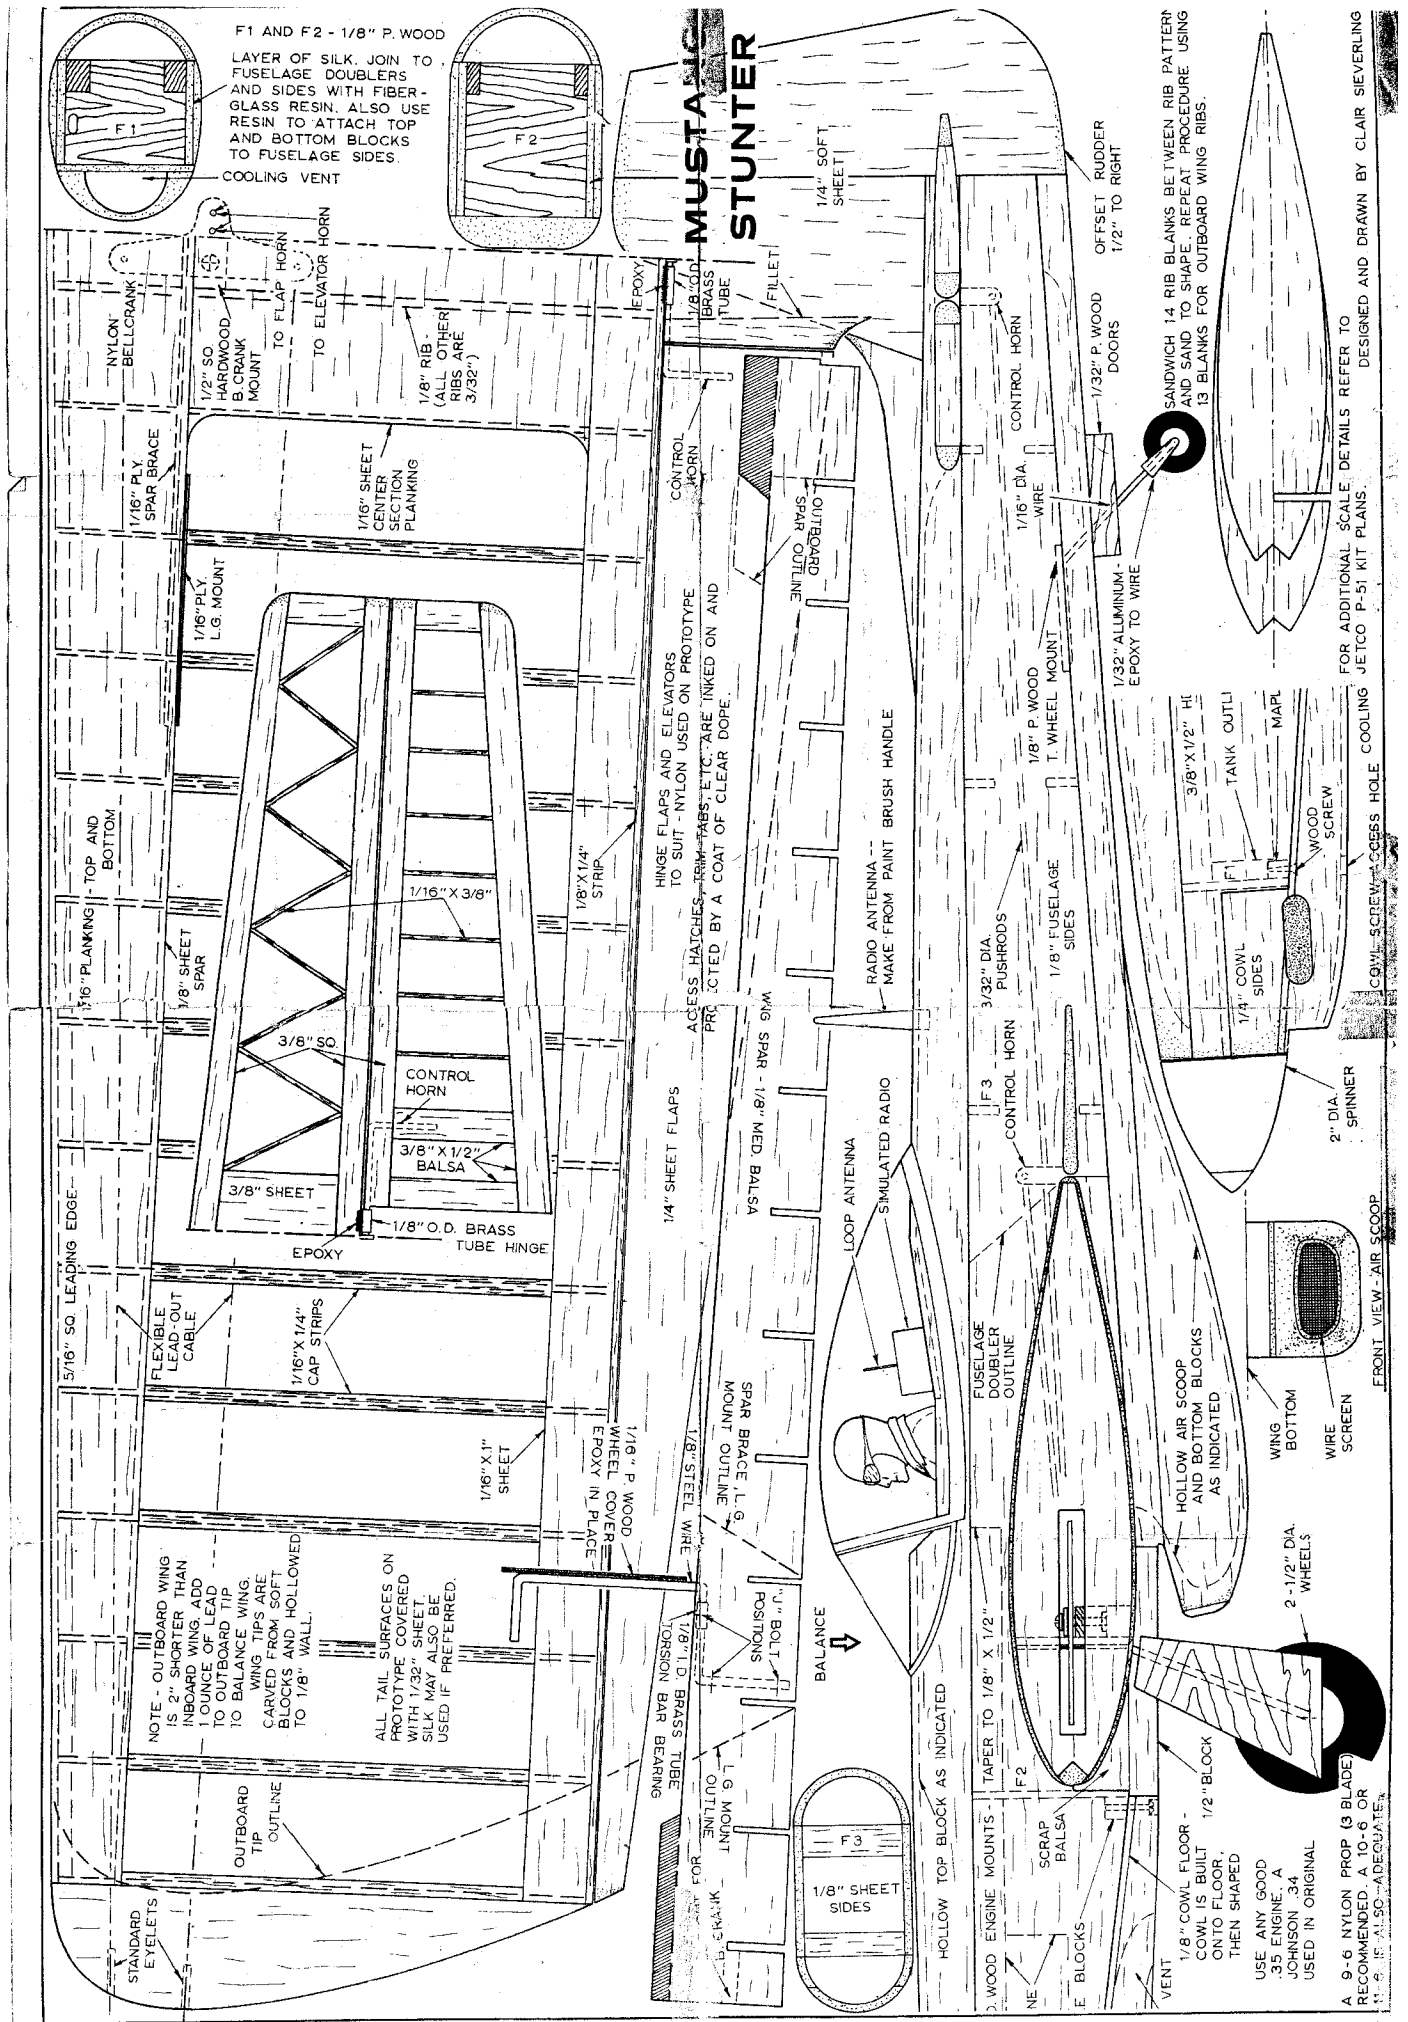 F1 AND F2 - 1/8" P. WOOD
LAYER OF SILK. JOIN TO
FUSELAGE DOUBLERS
AND SIDES WITH FIBER-
GLASS RESIN. ALSO USE
RESIN TO ATTACH TOP
AND BOTTOM BLOCKS
TO FUSELAGE SIDES.
COOLING VENT
F1
F2
MUSTANG
STUNTER
NYLON
BELLCRANK
1/2" SQ.
HARDWOOD
B.CRANK
MOUNT
TO FLAP HORN
TO ELEVATOR HORN
1/8" RIB -
(ALL OTHER
RIBS ARE
3/32")
EPOXY
1/8" O.D.
BRASS
TUBE
FILLET
1/4" SOFT
SHEET
OFFSET RUDDER
1/2" TO RIGHT
SANDWICH 14 RIB BLANKS BETWEEN RIB PATTERN
AND SAND TO SHAPE. REPEAT PROCEDURE USING
13 BLANKS FOR OUTBOARD WING RIBS.
1/16" PLY.
SPAR BRACE
1/16" PLY.
L.G. MOUNT
1/16" SHEET
CENTER
SECTION
PLANKING
CONTROL
HORN
OUTBOARD
SPAR OUTLINE
CONTROL HORN
1/16" DIA.
WIRE
1/32" P. WOOD
DOORS
1/32" ALUMINUM -
EPOXY TO WIRE
1/8" P. WOOD
T. WHEEL MOUNT
FOR ADDITIONAL SCALE DETAILS REFER TO
JETCO P-51 KIT PLANS.
DESIGNED AND DRAWN BY CLAIR SIEVERLING
1/16" PLANKING - TOP AND
BOTTOM
1/8" SHEET
SPAR
1/16" X 3/8"
1/8" X 1/4"
STRIP
HINGE FLAPS AND ELEVATORS
TO SUIT - NYLON USED ON PROTOTYPE
ACCESS HATCHES, TRIM TABS, ETC. ARE INKED ON AND
PROTECTED BY A COAT OF CLEAR DOPE.
RADIO ANTENNA --
MAKE FROM PAINT BRUSH HANDLE
3/32" DIA.
PUSHRODS
1/8" FUSELAGE
SIDES
3/8" X 1/2"
TANK OUTLI
MAPL
F1
WOOD
SCREW
1/4" COWL
SIDES
COWL SCREW ACCESS HOLE
COOLING
2" DIA.
SPINNER
3/8" SQ.
CONTROL
HORN
3/8" X 1/2"
BALSA
3/8" SHEET
EPOXY
1/8" O.D. BRASS
TUBE HINGE
1/4" SHEET FLAPS
WG SPAR - 1/8" MED. BALSA
LOOP ANTENNA
SIMULATED RADIO
F3
CONTROL HORN
5/16" SQ. LEADING EDGE
FLEXIBLE
LEAD-OUT
CABLE
1/16" X 1/4"
CAP STRIPS
1/16" X 1"
SHEET
1/16" P. WOOD
WHEEL COVER
EPOXY IN PLACE
1/8" STEEL WIRE
SPAR BRACE, L.G.
MOUNT OUTLINE
FUSELAGE
DOUBLER
OUTLINE
HOLLOW AIR SCOOP
AND BOTTOM BLOCKS
AS INDICATED
WING
BOTTOM
WIRE
SCREEN
FRONT VIEW - AIR SCOOP
NOTE - OUTBOARD WING
IS 2" SHORTER THAN
INBOARD WING. ADD
1 OUNCE OF LEAD
TO OUTBOARD TIP
TO BALANCE WING.
WING TIPS ARE
CARVED FROM SOFT
BLOCKS AND HOLLOWED
TO 1/8" WALL.
ALL TAIL SURFACES ON
PROTOTYPE COVERED
WITH 1/32" SHEET.
SILK MAY ALSO BE
USED IF PREFERRED.
1/8" I.D. BRASS TUBE
TORSION BAR BEARING
"J" BOLT
POSITIONS
BALANCE
TAPER TO 1/8" X 1/2"
2 -1/2" DIA.
WHEELS
STANDARD
EYELETS
OUTBOARD
TIP
OUTLINE
L.G. MOUNT
OUTLINE
FOR
CRANK
F3
1/8" SHEET
SIDES
HOLLOW TOP BLOCK AS INDICATED
WOOD ENGINE MOUNTS -
F2
SCRAP
BALSA
NE
E BLOCKS
VENT
1/8" COWL FLOOR -
COWL IS BUILT
ONTO FLOOR,
THEN SHAPED
1/2" BLOCK
USE ANY GOOD
.35 ENGINE. A
JOHNSON .34
USED IN ORIGINAL
A 9-6 NYLON PROP (3 BLADE)
RECOMMENDED. A 10-6 OR
11-6 IS ALSO ADEQUATE.